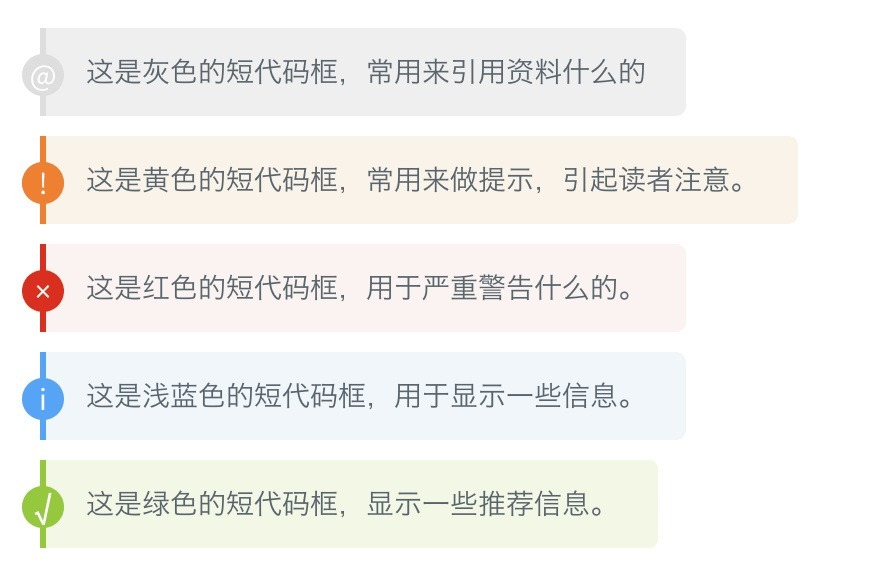 @ 这是灰色的短代码框，常用来引用资料什么的
! 这是黄色的短代码框，常用来做提示，引起读者注意。
× 这是红色的短代码框，用于严重警告什么的。
i 这是浅蓝色的短代码框，用于显示一些信息。
√ 这是绿色的短代码框，显示一些推荐信息。